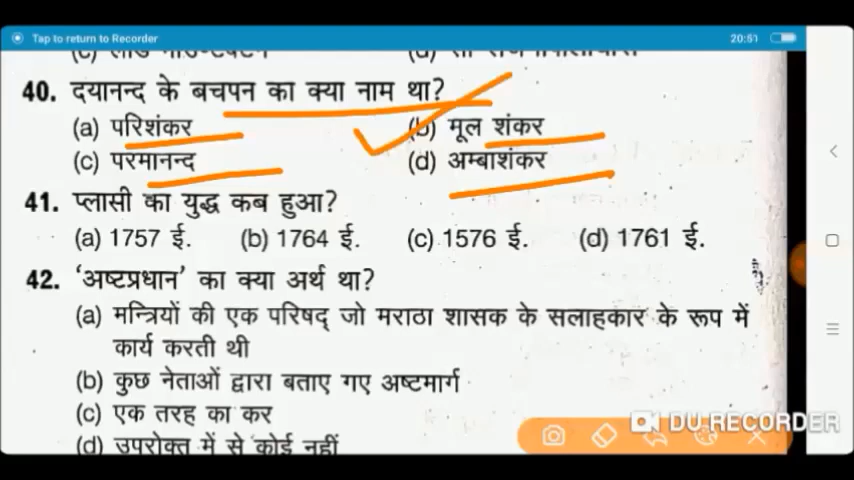 Tap to return to Recorder 20:51
40. दयानन्द के बचपन का क्या नाम था?
(a) परिशंकर (b) मूल शंकर
(c) परमानन्द (d) अम्बाशंकर
41. प्लासी का युद्ध कब हुआ?
(a) 1757 ई. (b) 1764 ई. (c) 1576 ई. (d) 1761 ई.
42. 'अष्टप्रधान' का क्या अर्थ था?
(a) मन्त्रियों की एक परिषद् जो मराठा शासक के सलाहकार के रूप में
कार्य करती थी
(b) कुछ नेताओं द्वारा बताए गए अष्टमार्ग
(c) एक तरह का कर
(d) उपरोक्त में से कोई नहीं
DU RECORDER